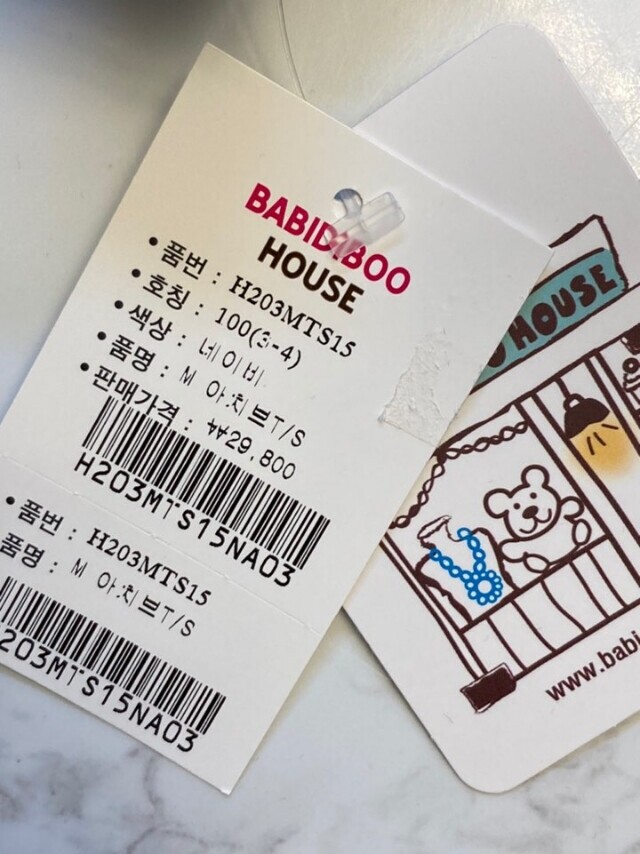 BABIDIBOO
HOUSE
• 품번 : H203MTS15
• 호칭 : 100(3-4)
• 색상 : 네이비
• 품명 : M 아치브T/S
• 판매가격 : ₩29,800
H203MTS15NA03
• 품번 : H203MTS15
품명 : M 아치브T/S
203MTS15NA03
O HOUSE
www.babi